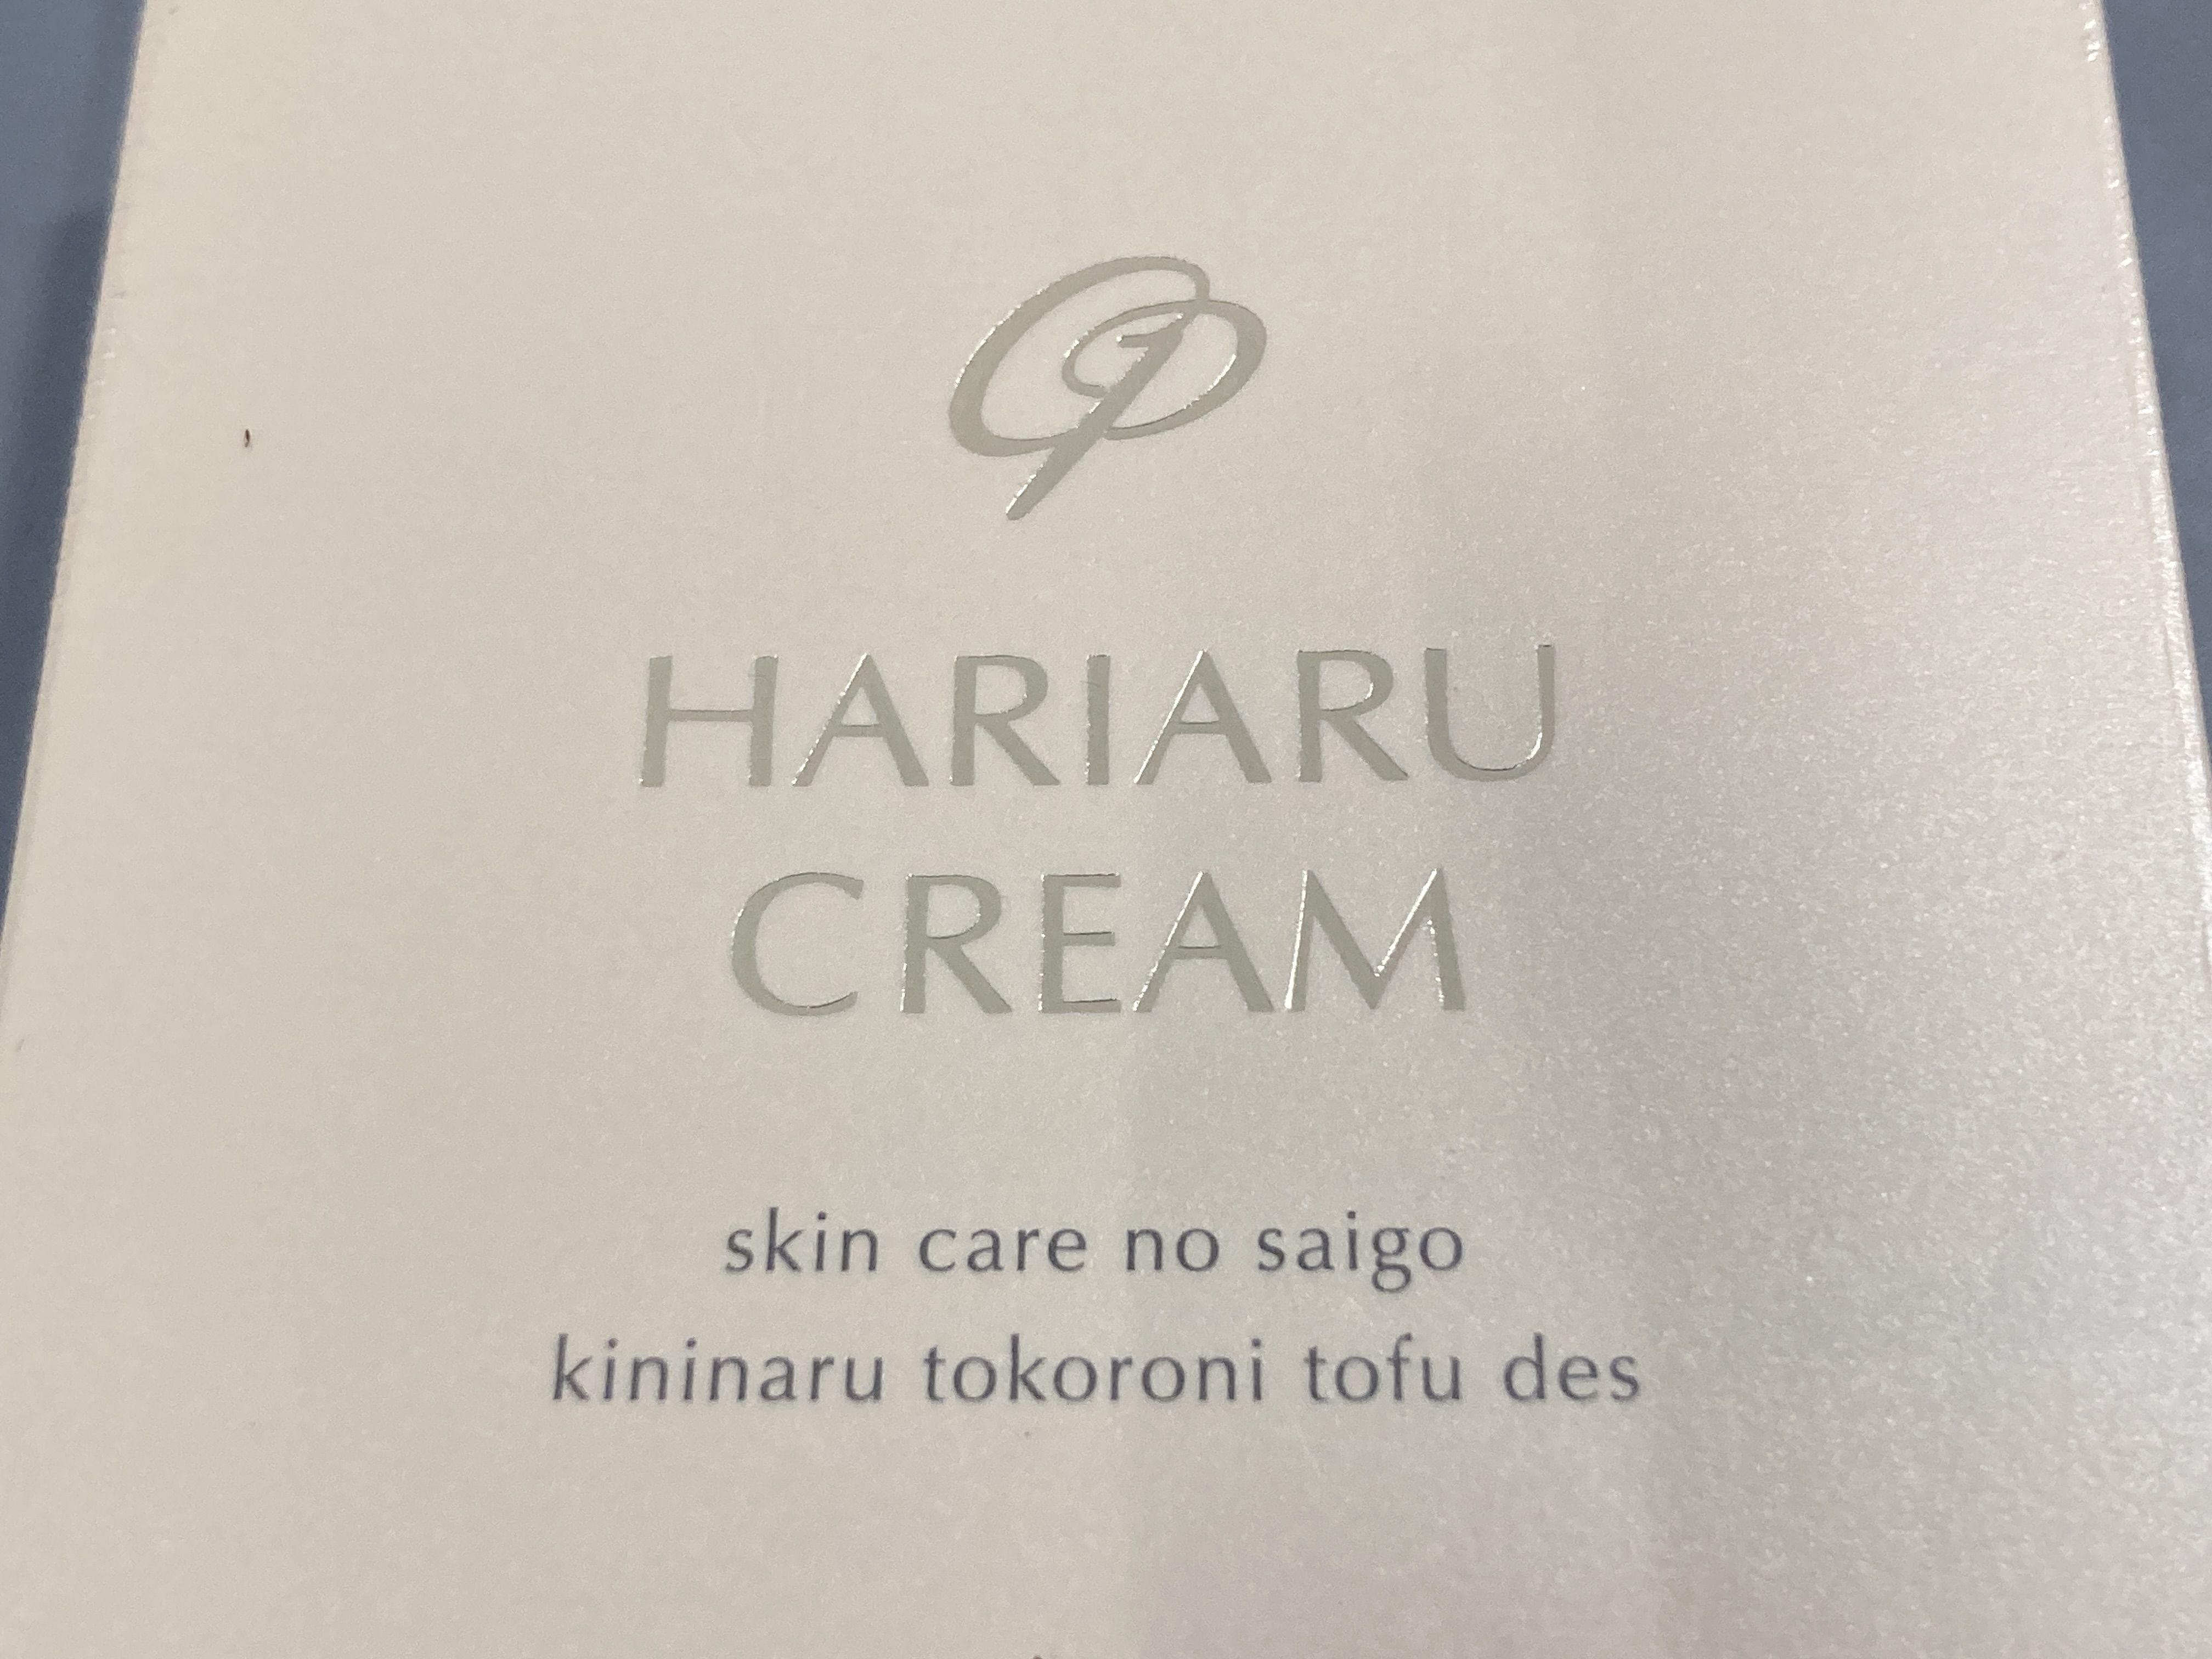 HARIARU
CREAM
skin care no saigo
kininaru tokoroni tofu des